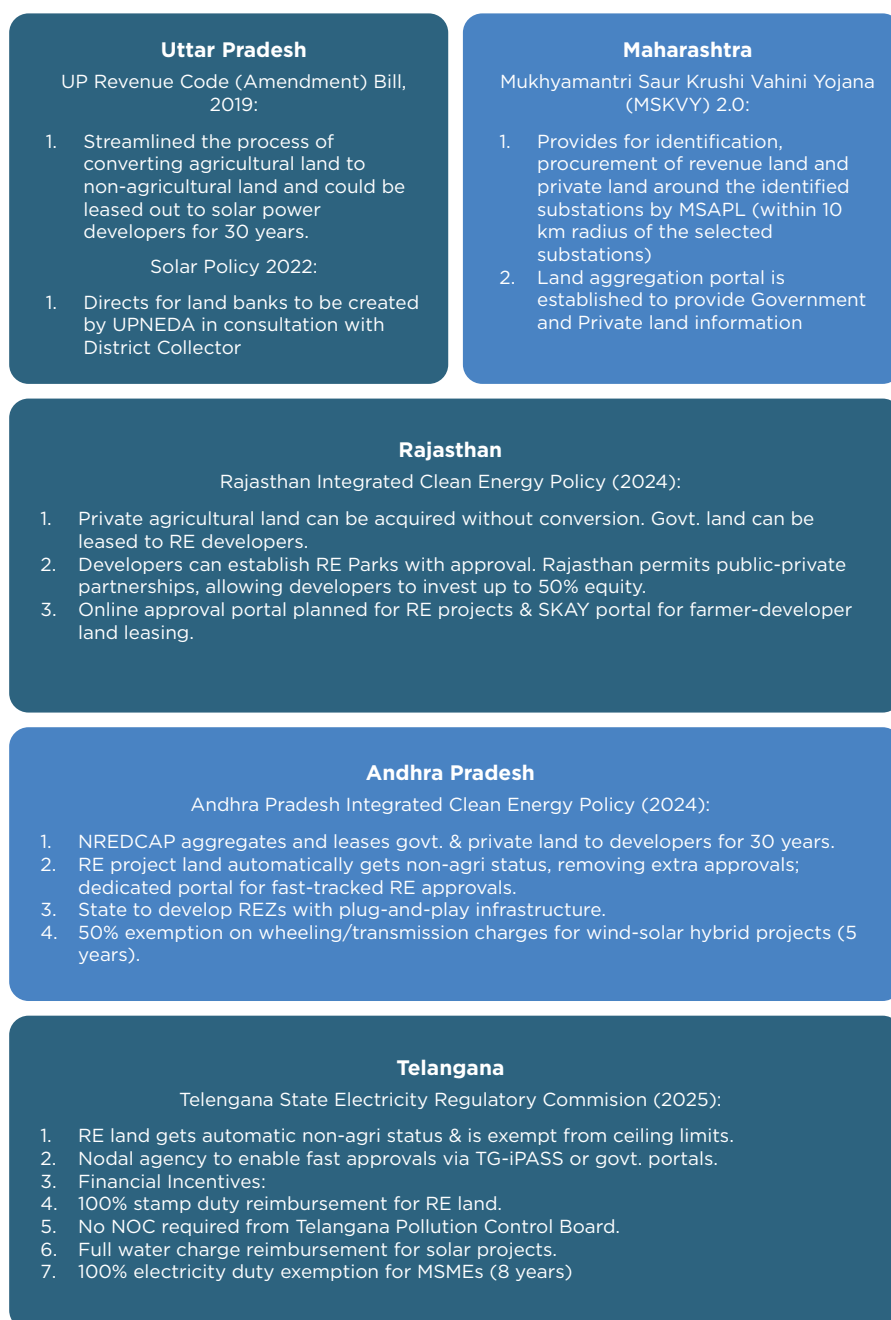 Uttar Pradesh
UP Revenue Code (Amendment) Bill,
2019:
1. Streamlined the process of
converting agricultural land to
non-agricultural land and could be
leased out to solar power
developers for 30 years.
Solar Policy 2022:
1. Directs for land banks to be created
by UPNEDA in consultation with
District Collector
Maharashtra
Mukhyamantri Saur Krushi Vahini Yojana
(MSKVY) 2.0:
1. Provides for identification,
procurement of revenue land and
private land around the identified
substations by MSAPL (within 10
km radius of the selected
substations)
2. Land aggregation portal is
established to provide Government
and Private land information
Rajasthan
Rajasthan Integrated Clean Energy Policy (2024):
1. Private agricultural land can be acquired without conversion. Govt. land can be
leased to RE developers.
2. Developers can establish RE Parks with approval. Rajasthan permits public-private
partnerships, allowing developers to invest up to 50% equity.
3. Online approval portal planned for RE projects & SKAY portal for farmer-developer
land leasing.
Andhra Pradesh
Andhra Pradesh Integrated Clean Energy Policy (2024):
1. NREDCAP aggregates and leases govt. & private land to developers for 30 years.
2. RE project land automatically gets non-agri status, removing extra approvals;
dedicated portal for fast-tracked RE approvals.
3. State to develop REZs with plug-and-play infrastructure.
4. 50% exemption on wheeling/transmission charges for wind-solar hybrid projects (5
years).
Telangana
Telengana State Electricity Regulatory Commision (2025):
1. RE land gets automatic non-agri status & is exempt from ceiling limits.
2. Nodal agency to enable fast approvals via TG-iPASS or govt. portals.
3. Financial Incentives:
4. 100% stamp duty reimbursement for RE land.
5. No NOC required from Telangana Pollution Control Board.
6. Full water charge reimbursement for solar projects.
7. 100% electricity duty exemption for MSMEs (8 years)